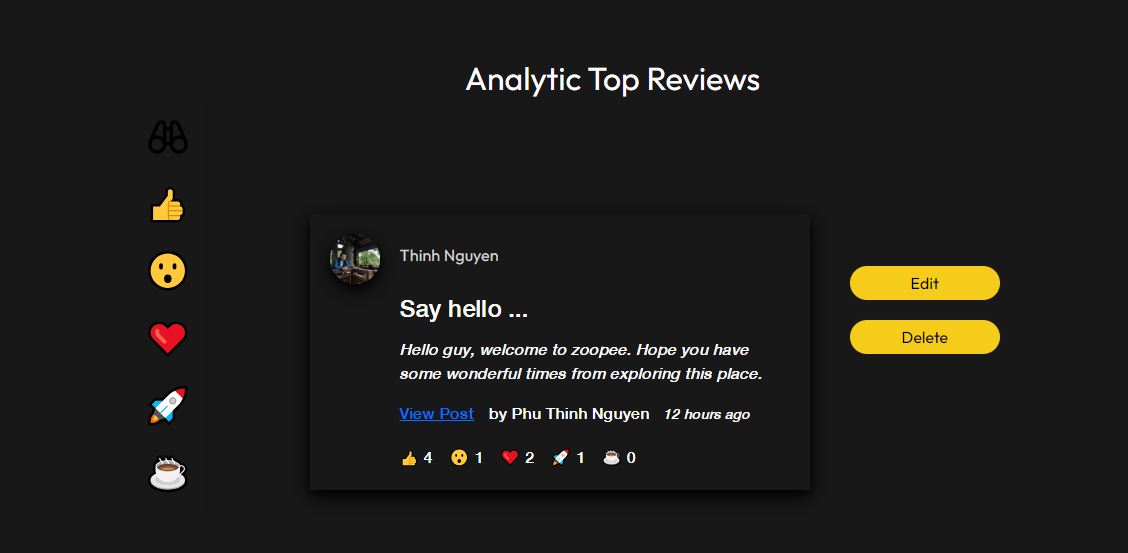 Analytic Top Reviews
Thinh Nguyen
Say hello ...
Hello guy, welcome to zoopee. Hope you have
some wonderful times from exploring this place.
View Post by Phu Thinh Nguyen 12 hours ago
👍 4 😮 1 ❤️ 2 🚀 1 ☕ 0
Edit
Delete